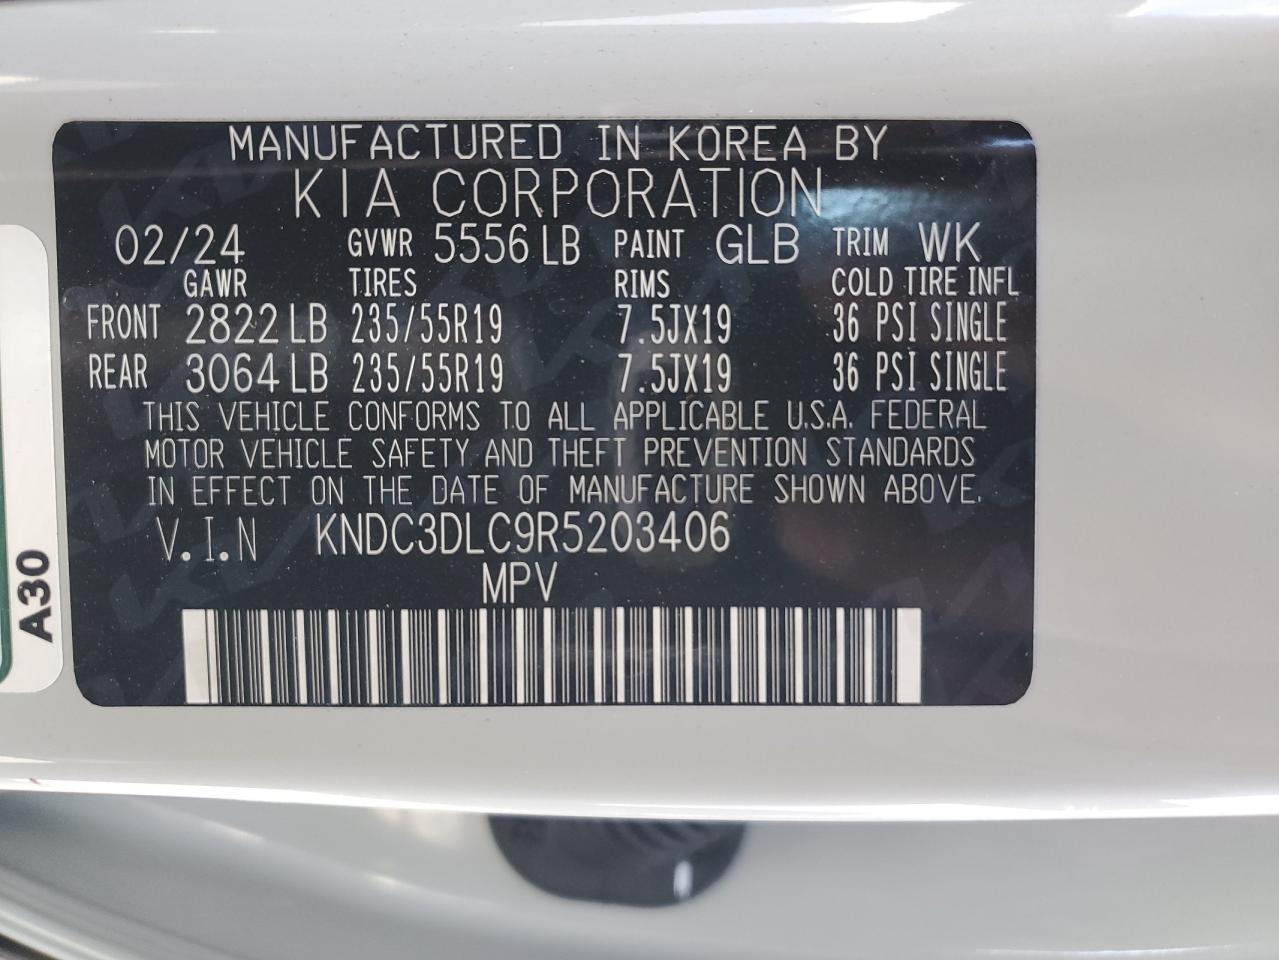 MANUFACTURED IN KOREA BY
KIA CORPORATION
02/24 GVWR 5556 LB PAINT GLB TRIM WK
GAWR TIRES RIMS COLD TIRE INFL
FRONT 2822 LB 235/55R19 7.5JX19 36 PSI SINGLE
REAR 3064 LB 235/55R19 7.5JX19 36 PSI SINGLE
THIS VEHICLE CONFORMS TO ALL APPLICABLE U.S.A. FEDERAL
MOTOR VEHICLE SAFETY AND THEFT PREVENTION STANDARDS
IN EFFECT ON THE DATE OF MANUFACTURE SHOWN ABOVE.
V.I.N KNDC3DLC9R5203406
MPV
A30